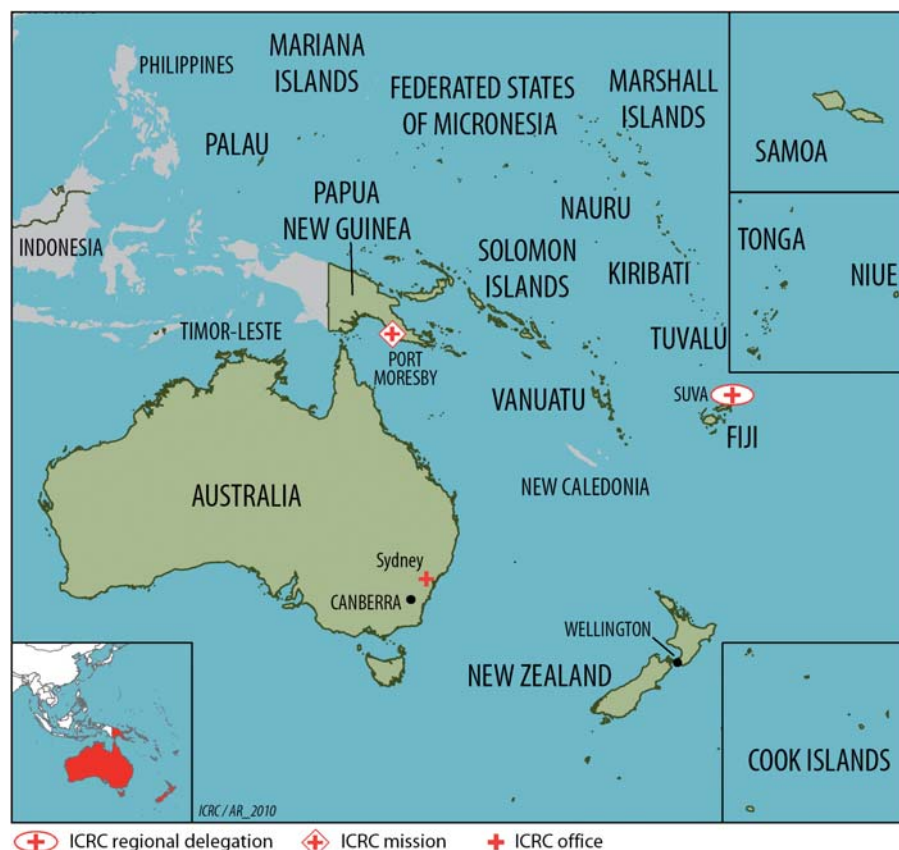 PHILIPPINES
MARIANA
ISLANDS
FEDERATED STATES
OF MICRONESIA
MARSHALL
ISLANDS
PALAU
SAMOA
PAPUA
NEW GUINEA
NAURU
INDONESIA
SOLOMON
ISLANDS
KIRIBATI
TONGA
NIUE
TIMOR-LESTE
PORT
MORESBY
TUVALU
VANUATU
SUVA
FIJI
NEW CALEDONIA
AUSTRALIA
Sydney
CANBERRA
WELLINGTON
NEW ZEALAND
COOK ISLANDS
ICRC / AR_2010
ICRC regional delegation
ICRC mission
ICRC office